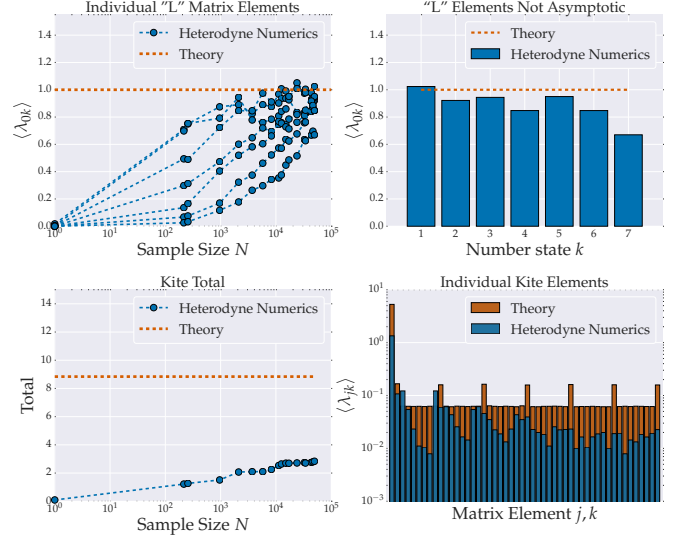 Individual "L" Matrix Elements
⟨λ0k⟩
1.4
1.2
1.0
0.8
0.6
0.4
0.2
0.0
Heterodyne Numerics
Theory
10^0 10^1 10^2 10^3 10^4 10^5
Sample Size N
"L" Elements Not Asymptotic
⟨λ0k⟩
1.4
1.2
1.0
0.8
0.6
0.4
0.2
0.0
Theory
Heterodyne Numerics
1 2 3 4 5 6 7
Number state k
Kite Total
Total
14
12
10
8
6
4
2
0
Heterodyne Numerics
Theory
10^0 10^1 10^2 10^3 10^4 10^5
Sample Size N
Individual Kite Elements
⟨λjk⟩
10^1
10^0
10^−1
10^−2
10^−3
Theory
Heterodyne Numerics
Matrix Element j, k